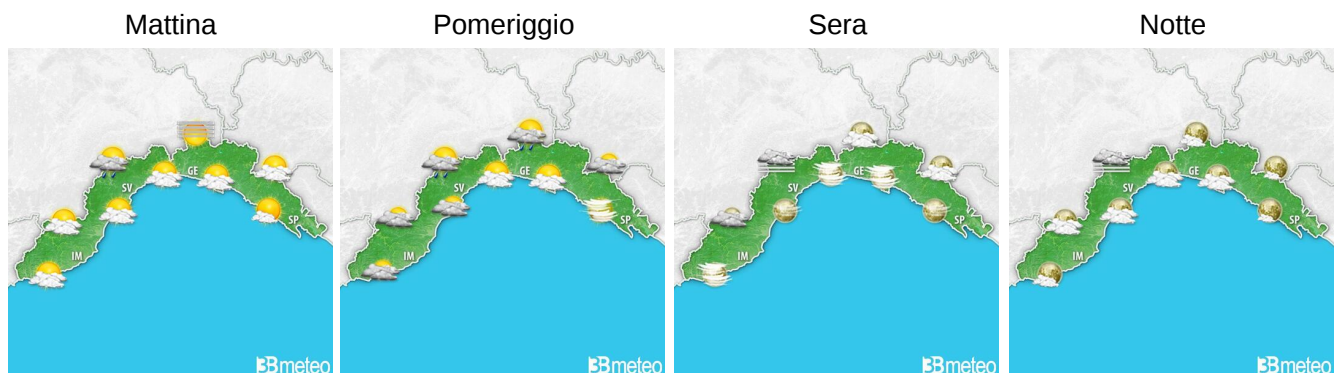 Mattina
Pomeriggio
Sera
Notte
GE
SV
SP
IM
3Bmeteo
GE
SV
SP
IM
3Bmeteo
GE
SV
SP
IM
3Bmeteo
GE
SV
SP
IM
3Bmeteo